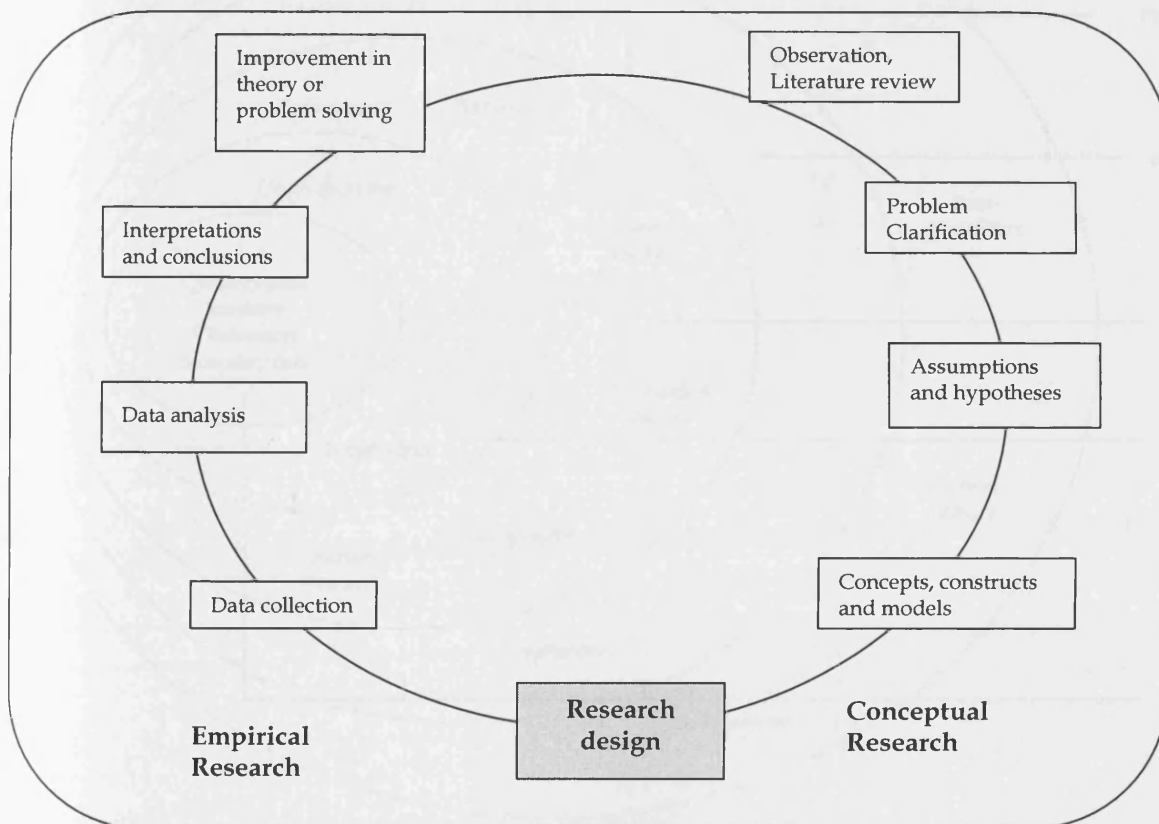 Improvement in
theory or
problem solving
Observation,
Literature review
Problem
Clarification
Interpretations
and conclusions
Assumptions
and hypotheses
Data analysis
Concepts, constructs
and models
Data collection
Research
design
Conceptual
Research
Empirical
Research